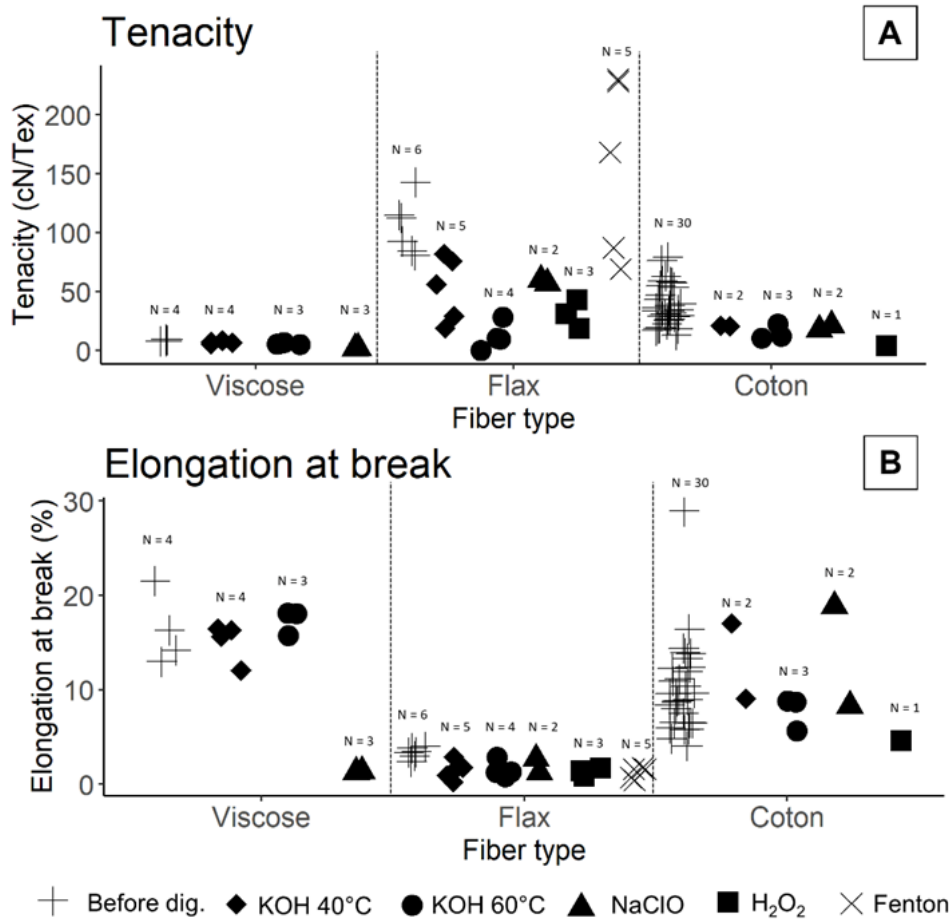 Tenacity
A
Tenacity (cN/Tex)
200
150
100
50
0
N = 4
N = 4
N = 3
N = 3
N = 6
N = 5
N = 4
N = 2
N = 3
N = 5
N = 30
N = 2
N = 3
N = 2
N = 1
Viscose
Flax
Coton
Fiber type
Elongation at break
B
Elongation at break (%)
30
20
10
0
N = 4
N = 4
N = 3
N = 3
N = 6
N = 5
N = 4
N = 2
N = 3
N = 5
N = 30
N = 2
N = 3
N = 2
N = 1
Viscose
Flax
Coton
Fiber type
Before dig.
KOH 40°C
KOH 60°C
NaClO
H₂O₂
Fenton